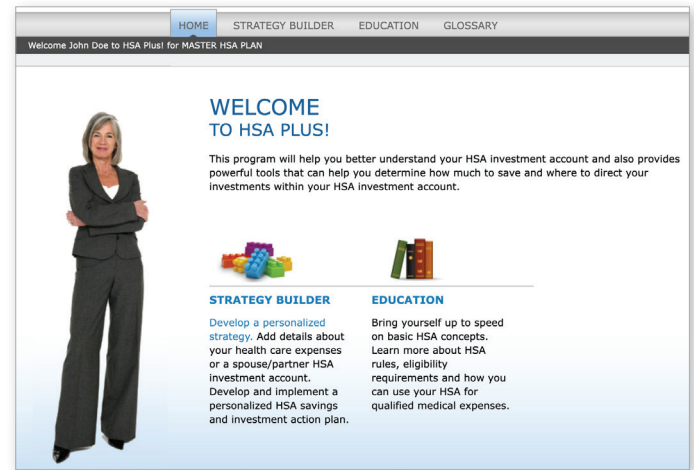 HOME STRATEGY BUILDER EDUCATION GLOSSARY
Welcome John Doe to HSA Plus! for MASTER HSA PLAN
WELCOME
TO HSA PLUS!
This program will help you better understand your HSA investment account and also provides
powerful tools that can help you determine how much to save and where to direct your
investments within your HSA investment account.
STRATEGY BUILDER
Develop a personalized
strategy. Add details about
your health care expenses
or a spouse/partner HSA
investment account.
Develop and implement a
personalized HSA savings
and investment action plan.
EDUCATION
Bring yourself up to speed
on basic HSA concepts.
Learn more about HSA
rules, eligibility
requirements and how you
can use your HSA for
qualified medical expenses.